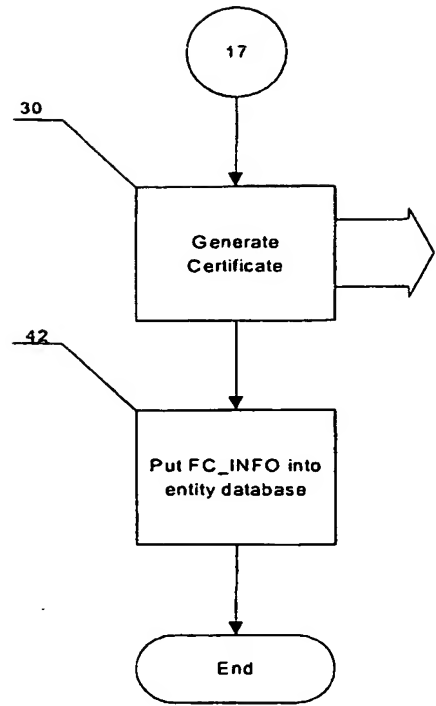 17
30
Generate
Certificate
42
Put FC_INFO into
entity database
End